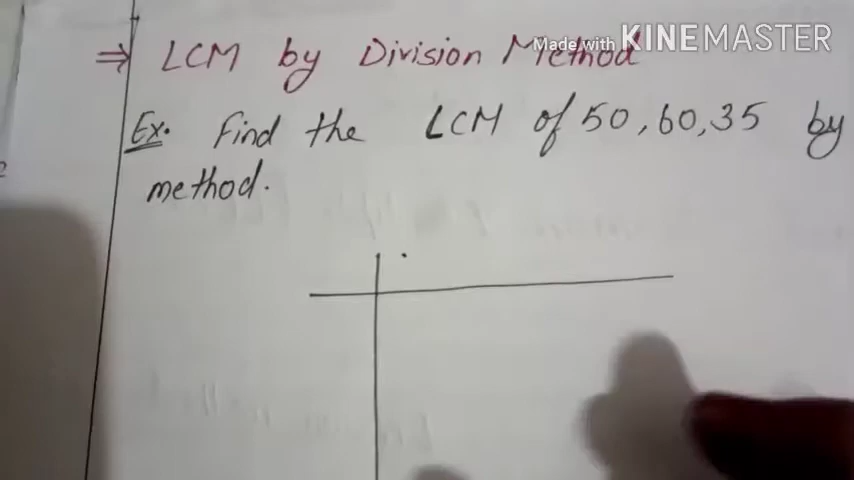 Made with KINEMASTER
⇒ LCM by Division Method
Ex. Find the LCM of 50, 60, 35 by
method.